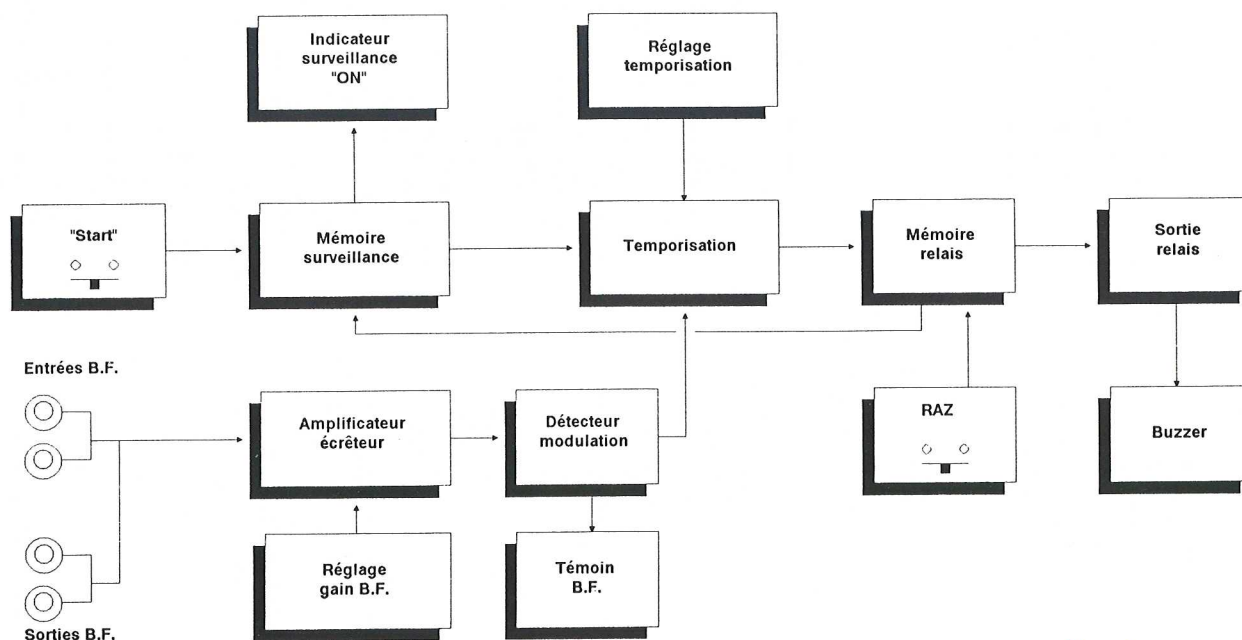 Indicateur
surveillance
"ON"
Réglage
temporisation
"Start"
Mémoire
surveillance
Temporisation
Mémoire
relais
Sortie
relais
Entrées B.F.
Amplificateur
écrêteur
Détecteur
modulation
RAZ
Buzzer
Réglage
gain B.F.
Témoin
B.F.
Sorties B.F.